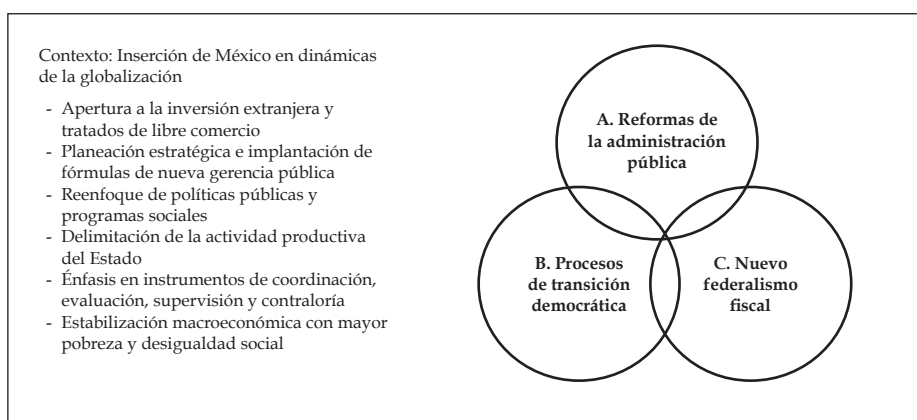 Contexto: Inserción de México en dinámicas
de la globalización
- Apertura a la inversión extranjera y
tratados de libre comercio
- Planeación estratégica e implantación de
fórmulas de nueva gerencia pública
- Reenfoque de políticas públicas y
programas sociales
- Delimitación de la actividad productiva
del Estado
- Énfasis en instrumentos de coordinación,
evaluación, supervisión y contraloría
- Estabilización macroeconómica con mayor
pobreza y desigualdad social
A. Reformas de
la administración
pública
B. Procesos
de transición
democrática
C. Nuevo
federalismo
fiscal